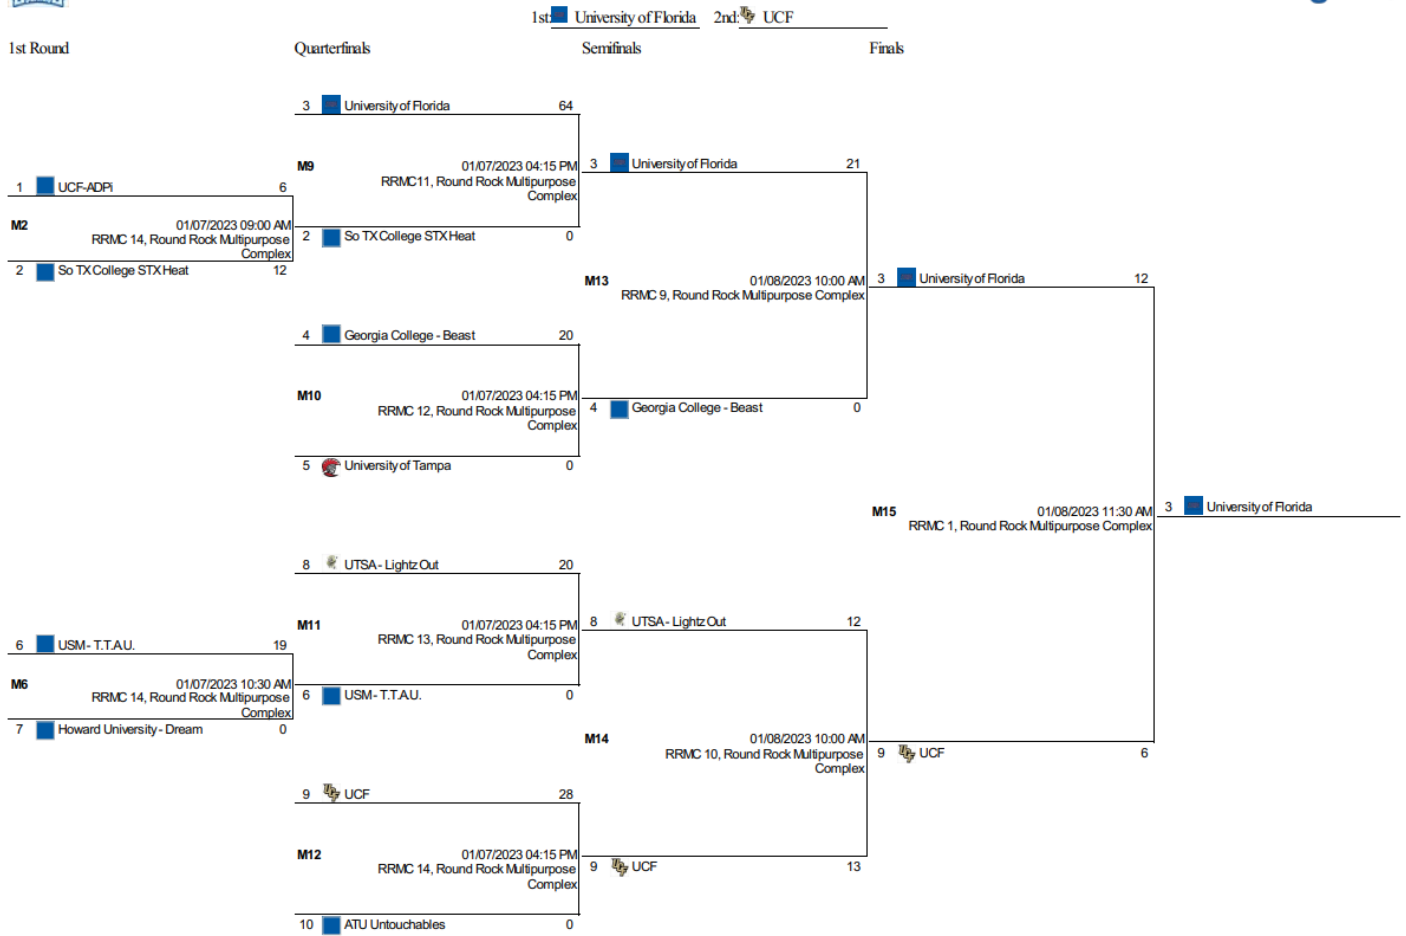 1st: University of Florida 2nd: UCF
1st Round Quarterfinals Semifinals Finals
3 University of Florida 64
M9 01/07/2023 04:15 PM
RRMC11, Round Rock Multipurpose
Complex
3 University of Florida 21
1 UCF-ADPi 6
M2 01/07/2023 09:00 AM
RRMC 14, Round Rock Multipurpose
Complex
2 So TX College STX Heat 0
2 So TX College STX Heat 12
M13 01/08/2023 10:00 AM
RRMC 9, Round Rock Multipurpose Complex
3 University of Florida 12
4 Georgia College - Beast 20
M10 01/07/2023 04:15 PM
RRMC 12, Round Rock Multipurpose
Complex
4 Georgia College - Beast 0
5 University of Tampa 0
M15 01/08/2023 11:30 AM
RRMC 1, Round Rock Multipurpose Complex
3 University of Florida
8 UTSA - Lightz Out 20
M11 01/07/2023 04:15 PM
RRMC 13, Round Rock Multipurpose
Complex
8 UTSA - Lightz Out 12
6 USM - T.T.A.U. 19
M6 01/07/2023 10:30 AM
RRMC 14, Round Rock Multipurpose
Complex
6 USM - T.T.A.U. 0
7 Howard University - Dream 0
M14 01/08/2023 10:00 AM
RRMC 10, Round Rock Multipurpose
Complex
9 UCF 6
9 UCF 28
M12 01/07/2023 04:15 PM
RRMC 14, Round Rock Multipurpose
Complex
9 UCF 13
10 ATU Untouchables 0